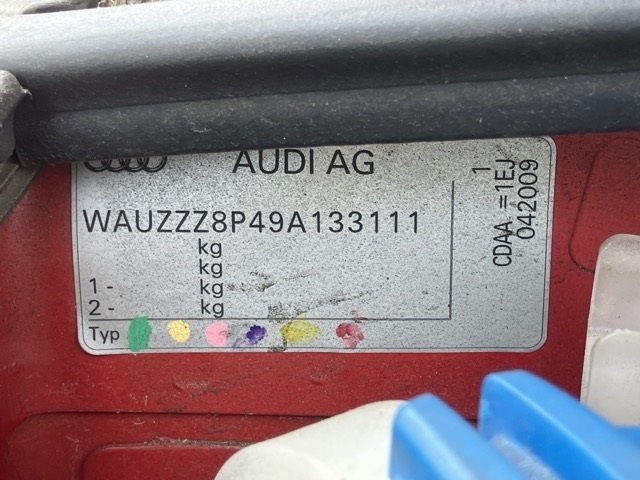 AUDI AG
WAUZZZ8P49A133111
kg
kg
1 - kg
2 - kg
Typ
1
CDAA =1EJ
042009